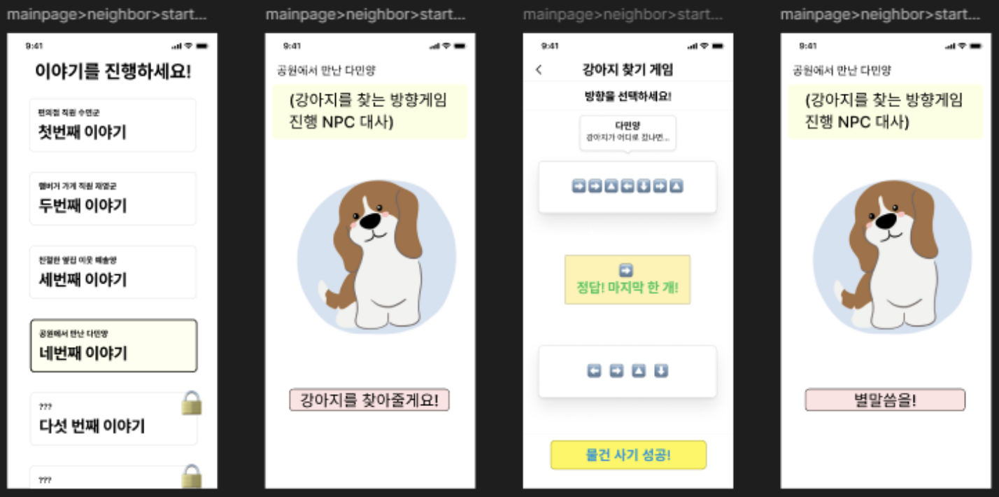 mainpage>neighbor>start...
9:41
이야기를 진행하세요!
편의점 직원 수민군
첫번째 이야기
햄버거 가게 직원 재영군
두번째 이야기
친절한 옆집 이웃 해솔양
세번째 이야기
공원에서 만난 다민양
네번째 이야기
???
다섯 번째 이야기
???
mainpage>neighbor>start...
9:41
공원에서 만난 다민양
(강아지를 찾는 방향게임
진행 NPC 대사)
강아지를 찾아줄게요!
mainpage>neighbor>start...
9:41
강아지 찾기 게임
방향을 선택하세요!
다민양
강아지가 어디로 갔냐면...
정답! 마지막 한 개!
물건 사기 성공!
mainpage>neighbor>start...
9:41
공원에서 만난 다민양
(강아지를 찾는 방향게임
진행 NPC 대사)
별말씀을!